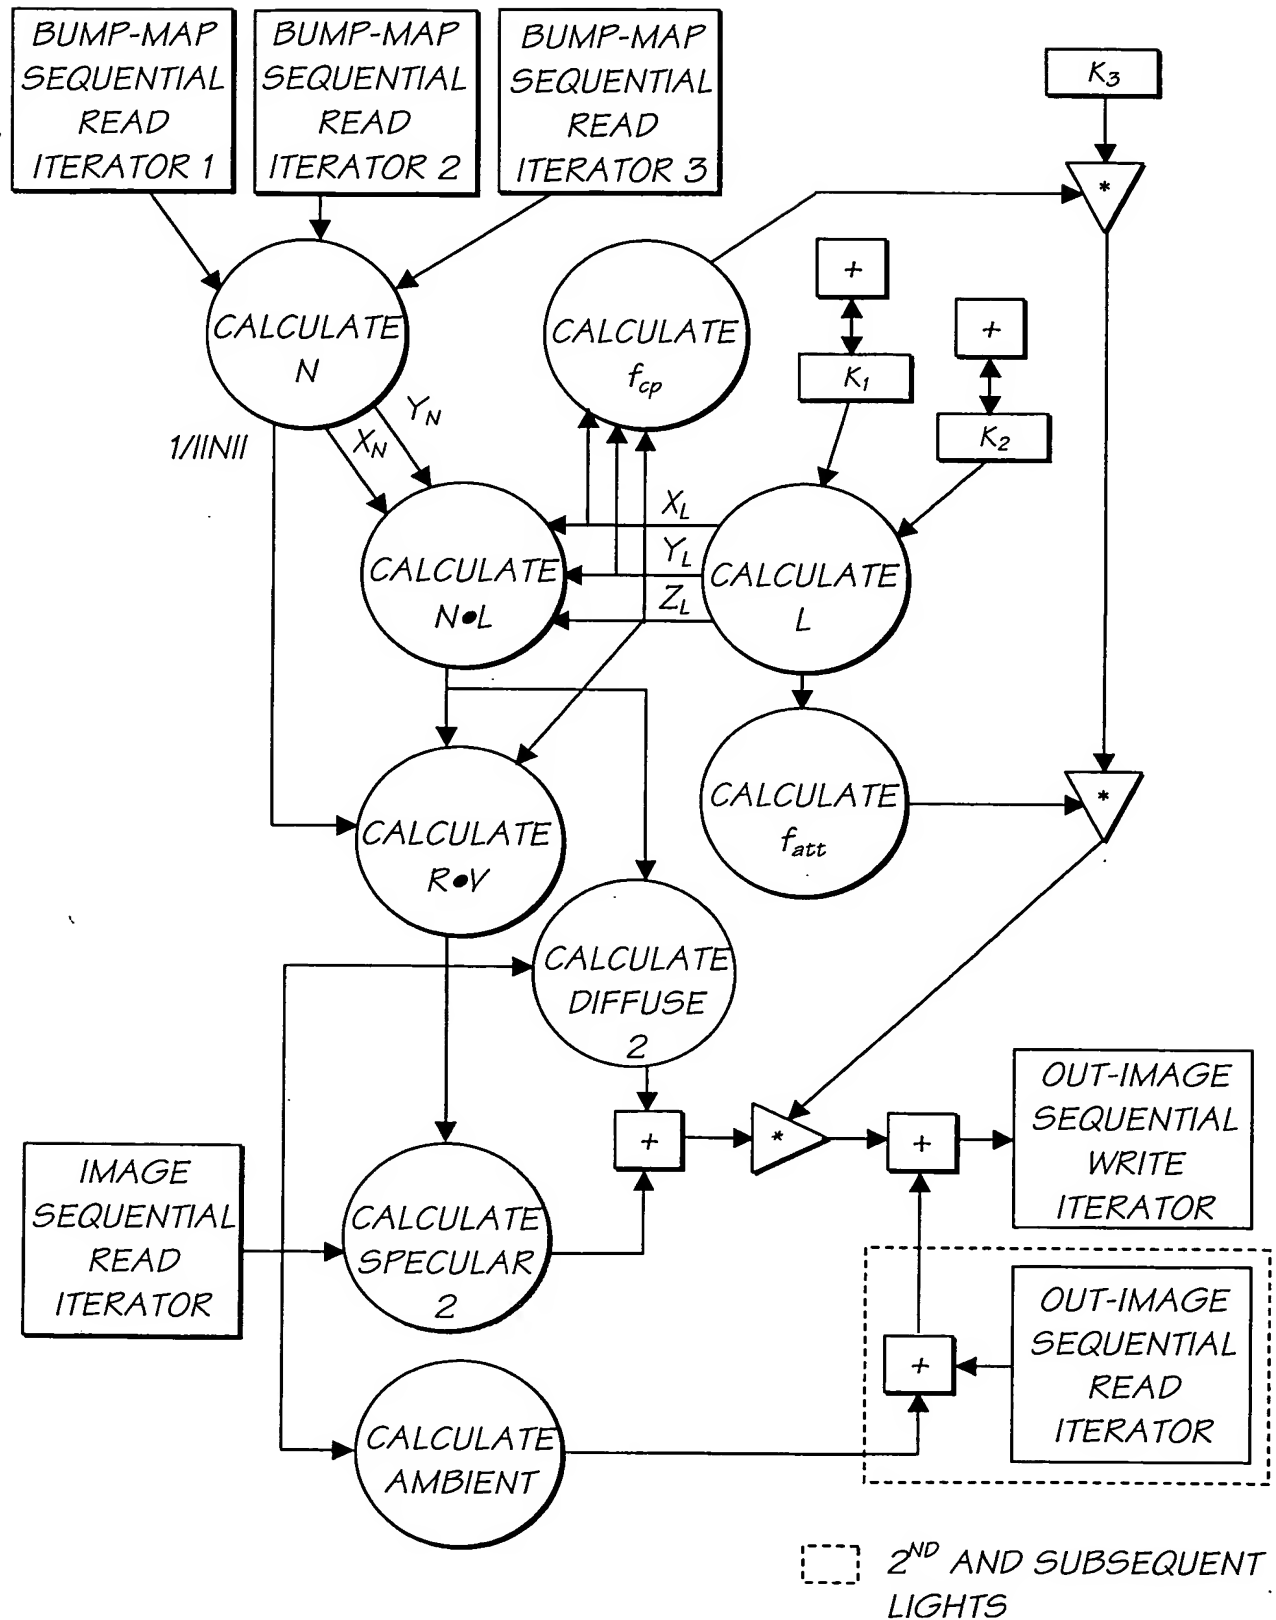 BUMP-MAP
SEQUENTIAL
READ
ITERATOR 1
BUMP-MAP
SEQUENTIAL
READ
ITERATOR 2
BUMP-MAP
SEQUENTIAL
READ
ITERATOR 3
K3
*
CALCULATE
N
CALCULATE
fcp
+
K1
+
K2
1/IINII
XN
YN
CALCULATE
N•L
XL
YL
ZL
CALCULATE
L
CALCULATE
R•V
CALCULATE
fatt
*
CALCULATE
DIFFUSE
2
+
*
+
OUT-IMAGE
SEQUENTIAL
WRITE
ITERATOR
IMAGE
SEQUENTIAL
READ
ITERATOR
CALCULATE
SPECULAR
2
+
OUT-IMAGE
SEQUENTIAL
READ
ITERATOR
CALCULATE
AMBIENT
2ND AND SUBSEQUENT
LIGHTS